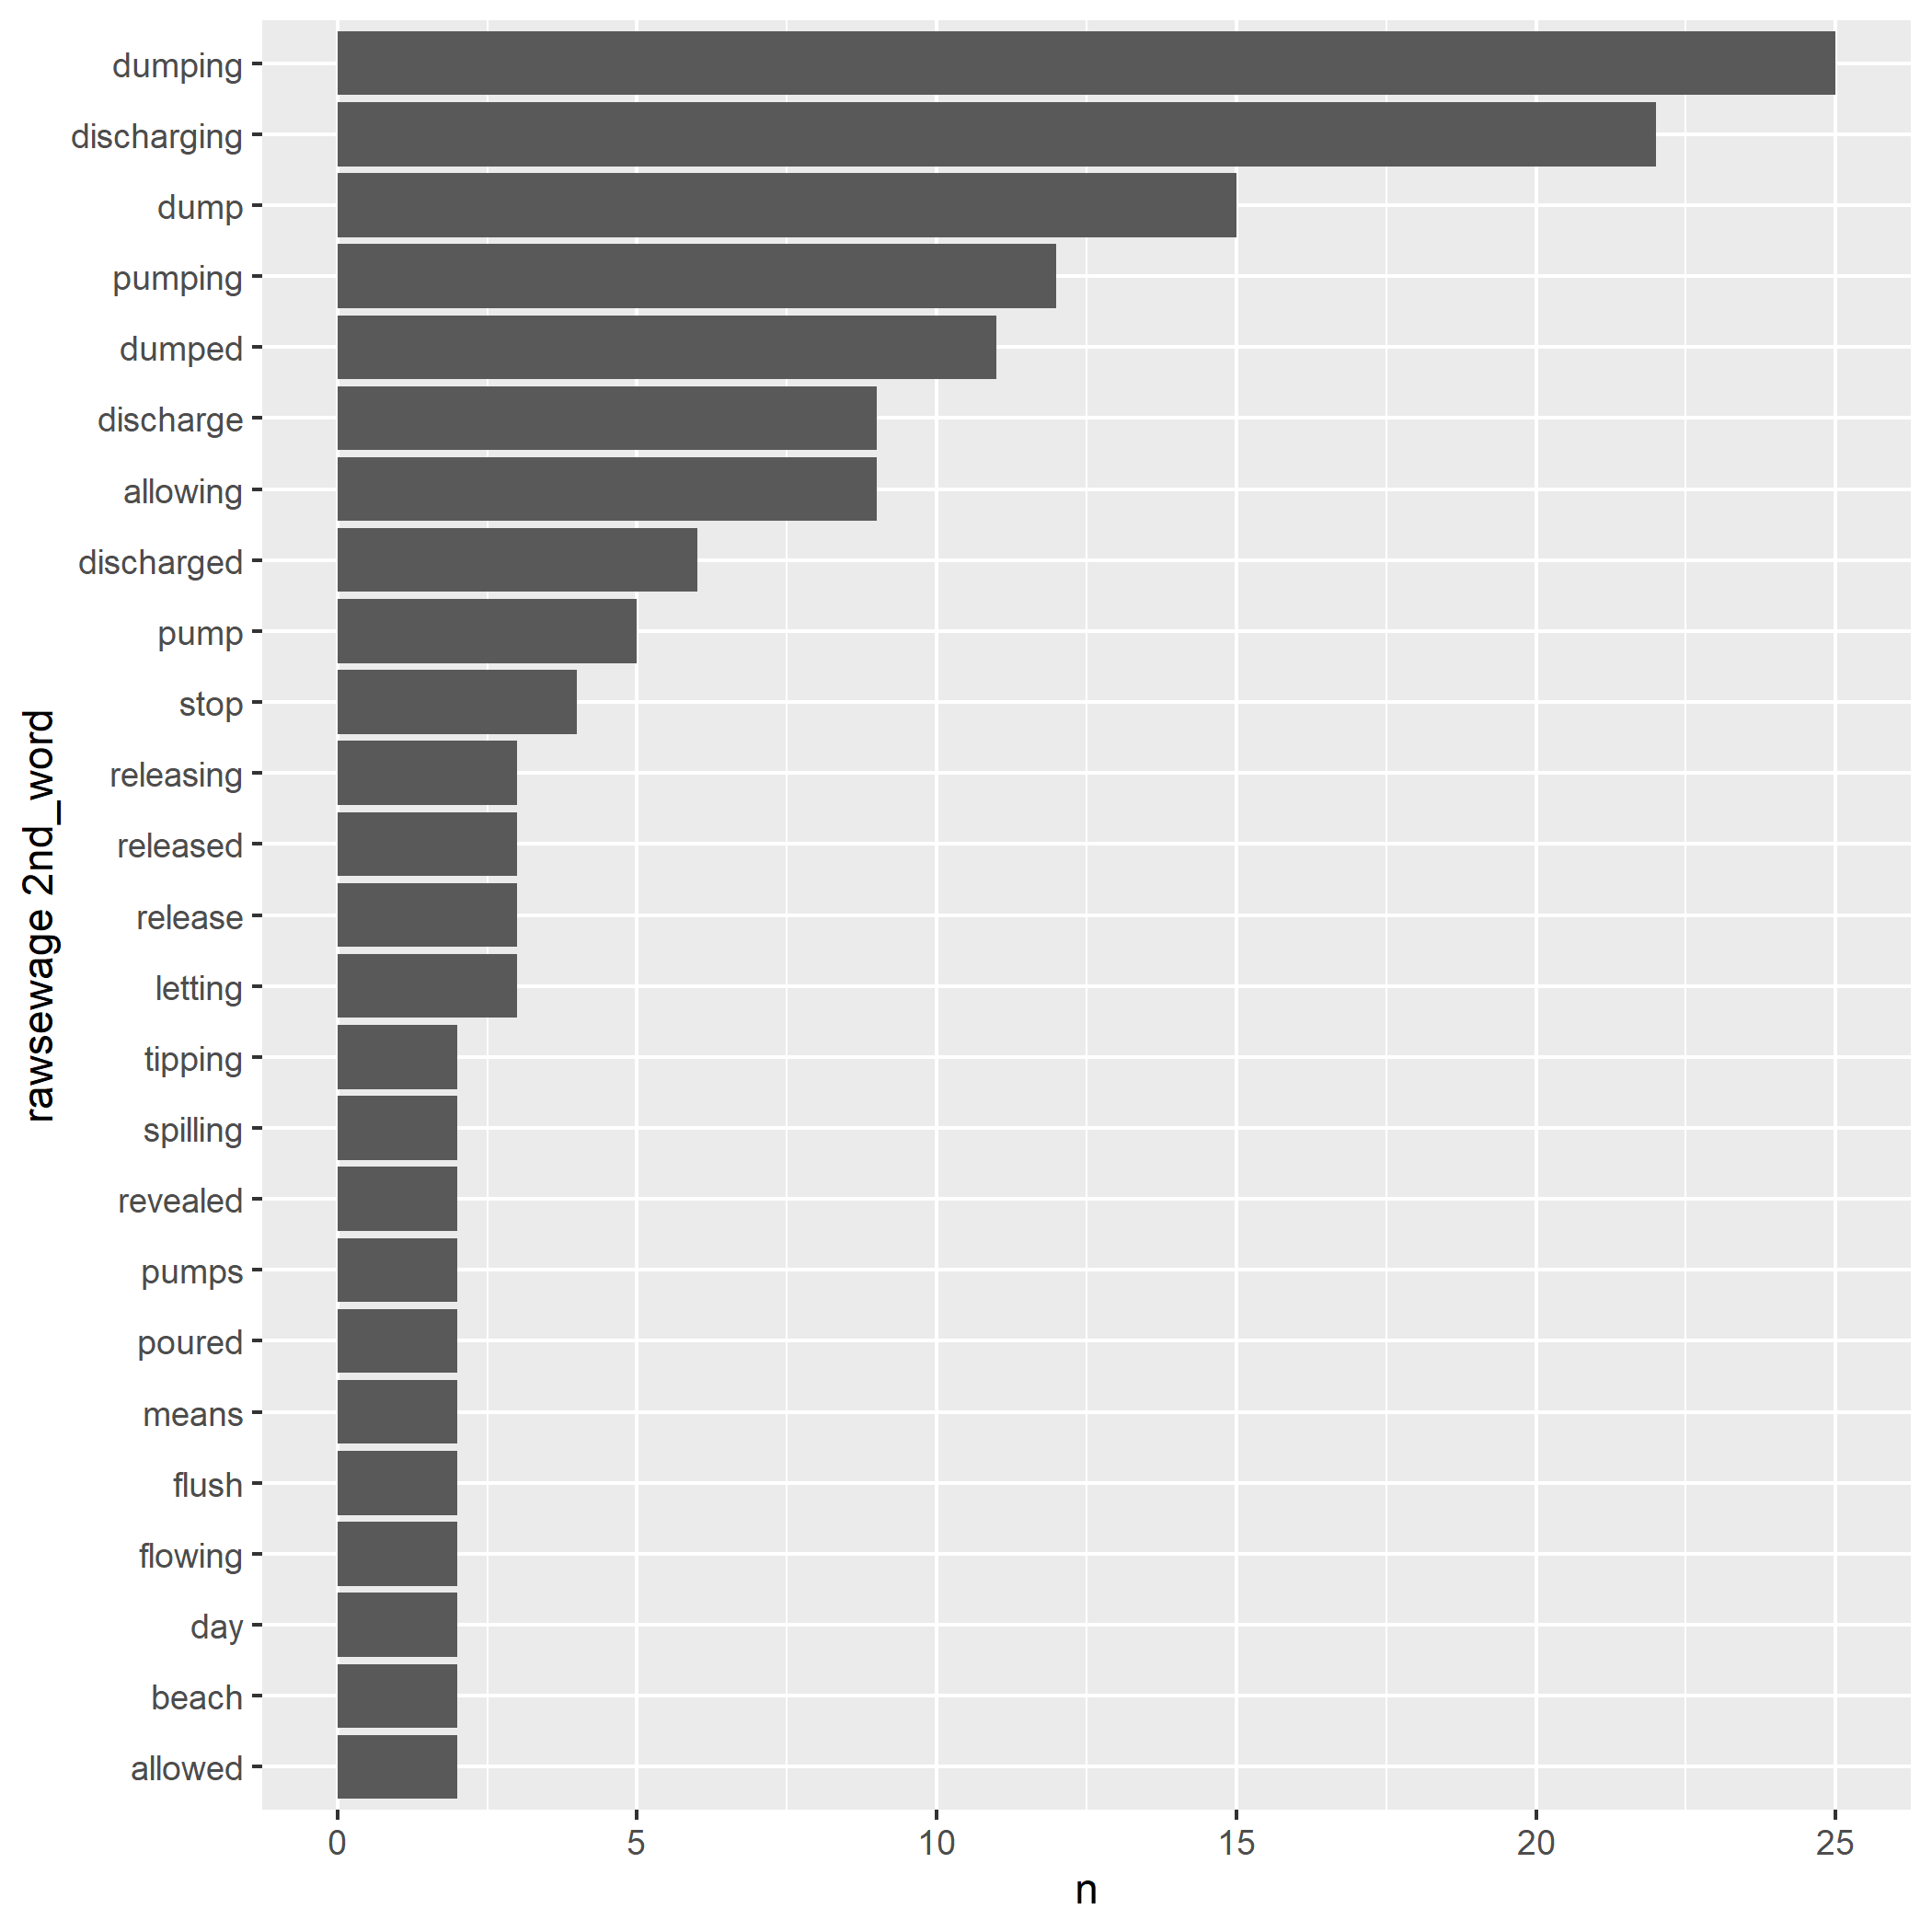 dumping
discharging
dump
pumping
dumped
discharge
allowing
discharged
pump
stop
releasing
released
release
letting
tipping
spilling
revealed
pumps
poured
means
flush
flowing
day
beach
allowed
rawsewage 2nd_word
0 5 10 15 20 25
n